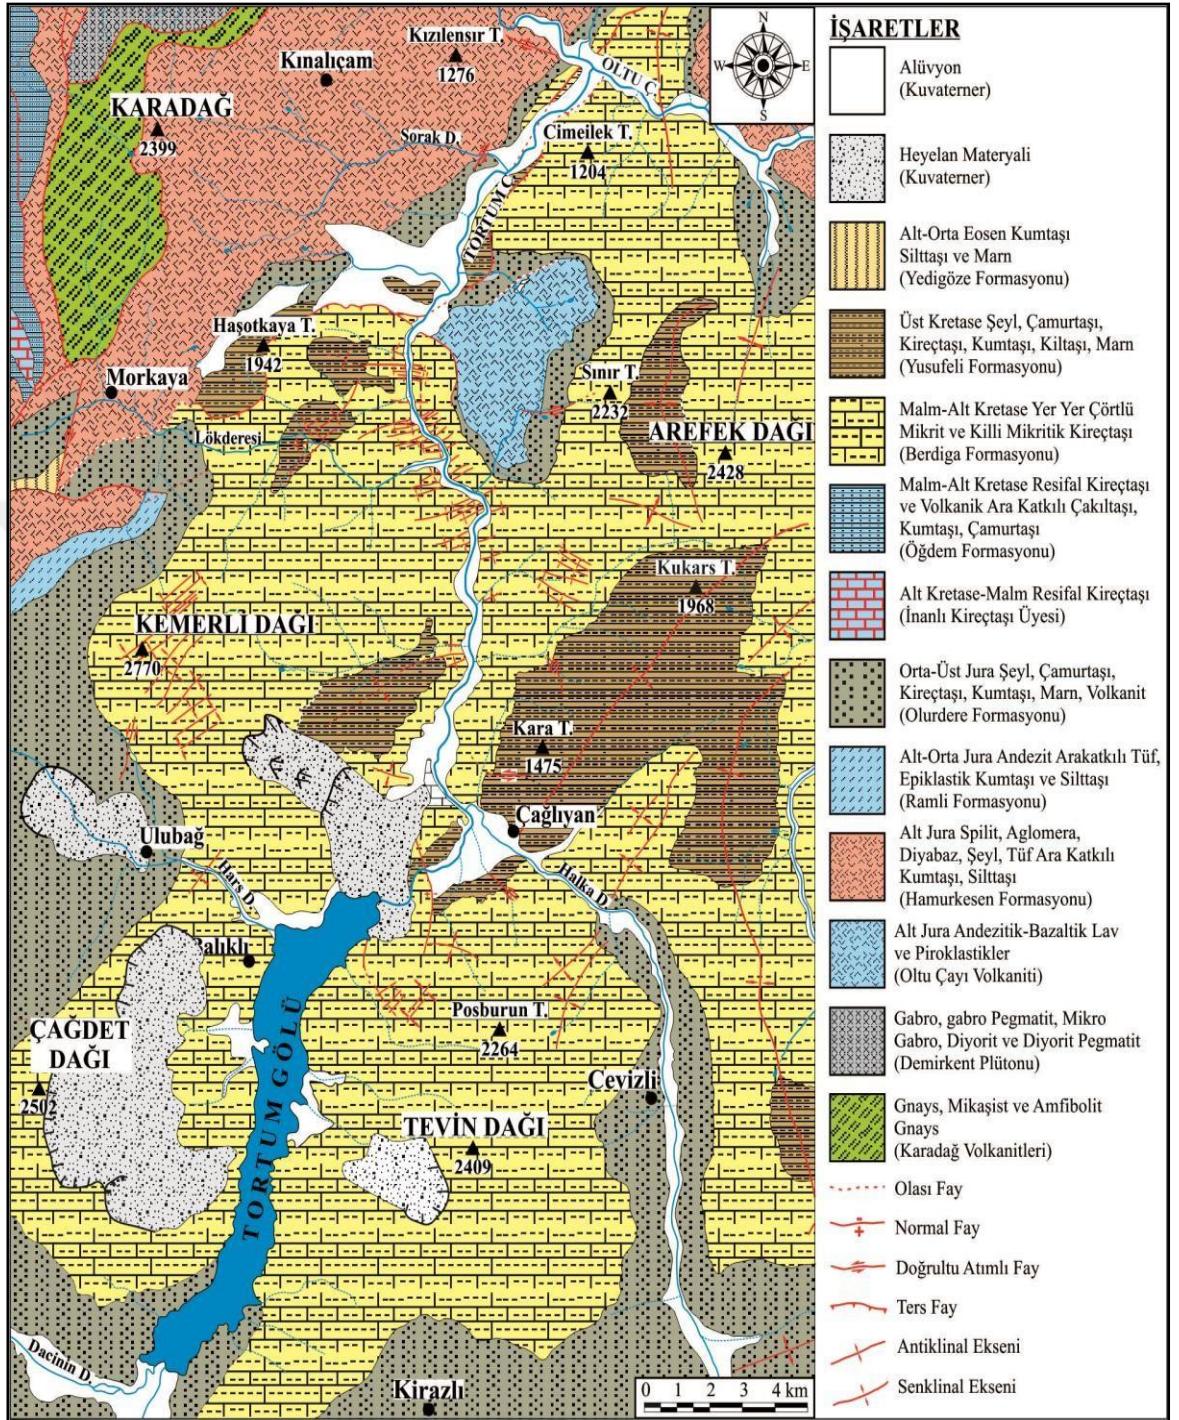 N
W
E
S
Kızılensır T.
1276
Kınalıçam
OLTU Ç.
KARADAĞ
2399
Sorak D.
Cimeilek T.
1204
TORTUM Ç.
Haşotkaya T.
1942
Morkaya
Sınır T.
2232
Lökderesi
AREFEK DAĞI
2428
Kukars T.
1968
KEMERLİ DAĞI
2770
Kara T.
1475
Çağlıyan
Ulubağ
Hars D.
Halka D.
Balıklı
Posburun T.
2264
ÇAĞDET
DAĞI
2502
Cevizli
TEVİN DAĞI
2409
TORTUM GÖLÜ
Dacinin D.
Kirazlı
0 1 2 4 km
İŞARETLER
Alüvyon
(Kuvaterner)
Heyelan Materyali
(Kuvaterner)
Alt-Orta Eosen Kumtaşı
Silttaşı ve Marn
(Yedigöze Formasyonu)
Üst Kretase Şeyl, Çamurtaşı,
Kireçtaşı, Kumtaşı, Kiltaşı, Marn
(Yusufeli Formasyonu)
Malm-Alt Kretase Yer Yer Çörtlü
Mikrit ve Killi Mikritik Kireçtaşı
(Berdiga Formasyonu)
Malm-Alt Kretase Resifal Kireçtaşı
ve Volkanik Ara Katkılı Çakıltaşı,
Kumtaşı, Çamurtaşı
(Öğdem Formasyonu)
Alt Kretase-Malm Resifal Kireçtaşı
(İnanlı Kireçtaşı Üyesi)
Orta-Üst Jura Şeyl, Çamurtaşı,
Kireçtaşı, Kumtaşı, Marn, Volkanit
(Olurdere Formasyonu)
Alt-Orta Jura Andezit Arakatkılı Tüf,
Epiklastik Kumtaşı ve Silttaşı
(Ramli Formasyonu)
Alt Jura Spilit, Aglomera,
Diyabaz, Şeyl, Tüf Ara Katkılı
Kumtaşı, Silttaşı
(Hamurkesen Formasyonu)
Alt Jura Andezitik-Bazaltik Lav
ve Piroklastikler
(Oltu Çayı Volkaniti)
Gabro, gabro Pegmatit, Mikro
Gabro, Diyorit ve Diyorit Pegmatit
(Demirkent Plütonu)
Gnays, Mikaşist ve Amfibolit
Gnays
(Karadağ Volkanitleri)
Olası Fay
Normal Fay
Doğrultu Atımlı Fay
Ters Fay
Antiklinal Ekseni
Senklinal Ekseni